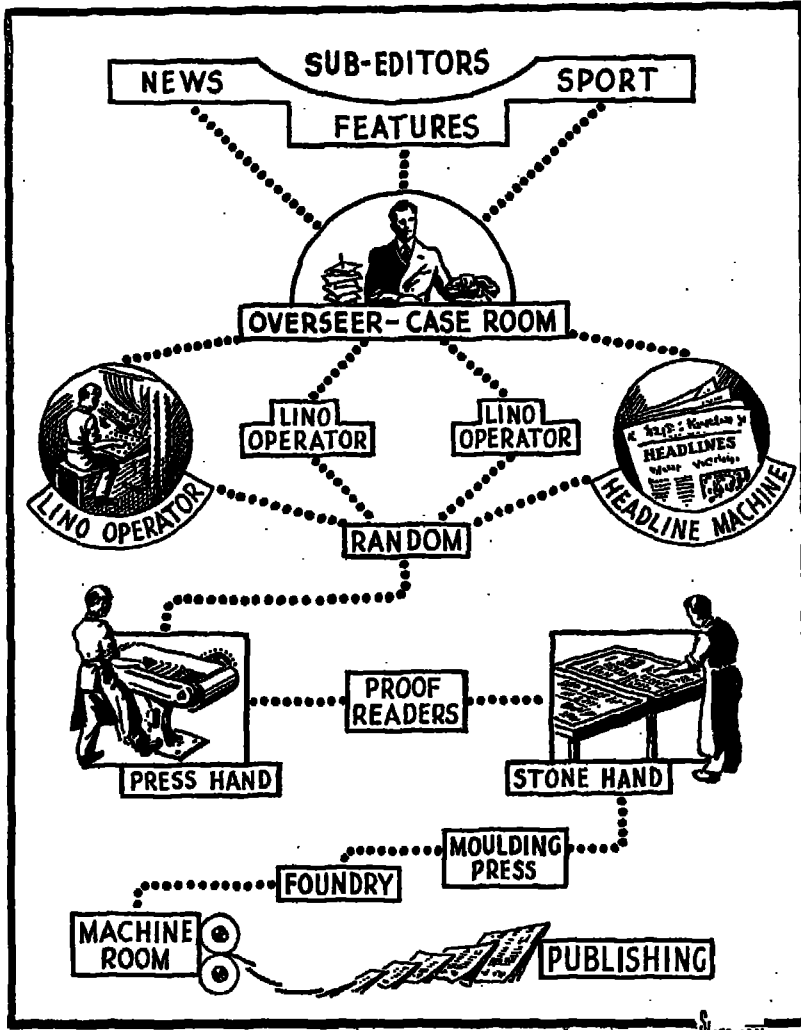 SUB-EDITORS
NEWS
SPORT
FEATURES
OVERSEER-CASE ROOM
LINO
OPERATOR
LINO
OPERATOR
HEADLINES
LINO OPERATOR
HEADLINE MACHINE
RANDOM
PROOF
READERS
PRESS HAND
STONE HAND
MOULDING
PRESS
FOUNDRY
MACHINE
ROOM
PUBLISHING